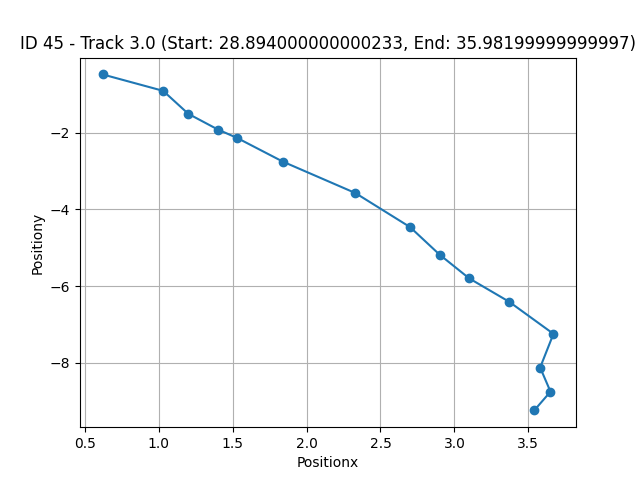 ID 45 - Track 3.0 (Start: 28.894000000000233, End: 35.98199999999997)
Positiony
−2
−4
−6
−8
0.5 1.0 1.5 2.0 2.5 3.0 3.5
Positionx